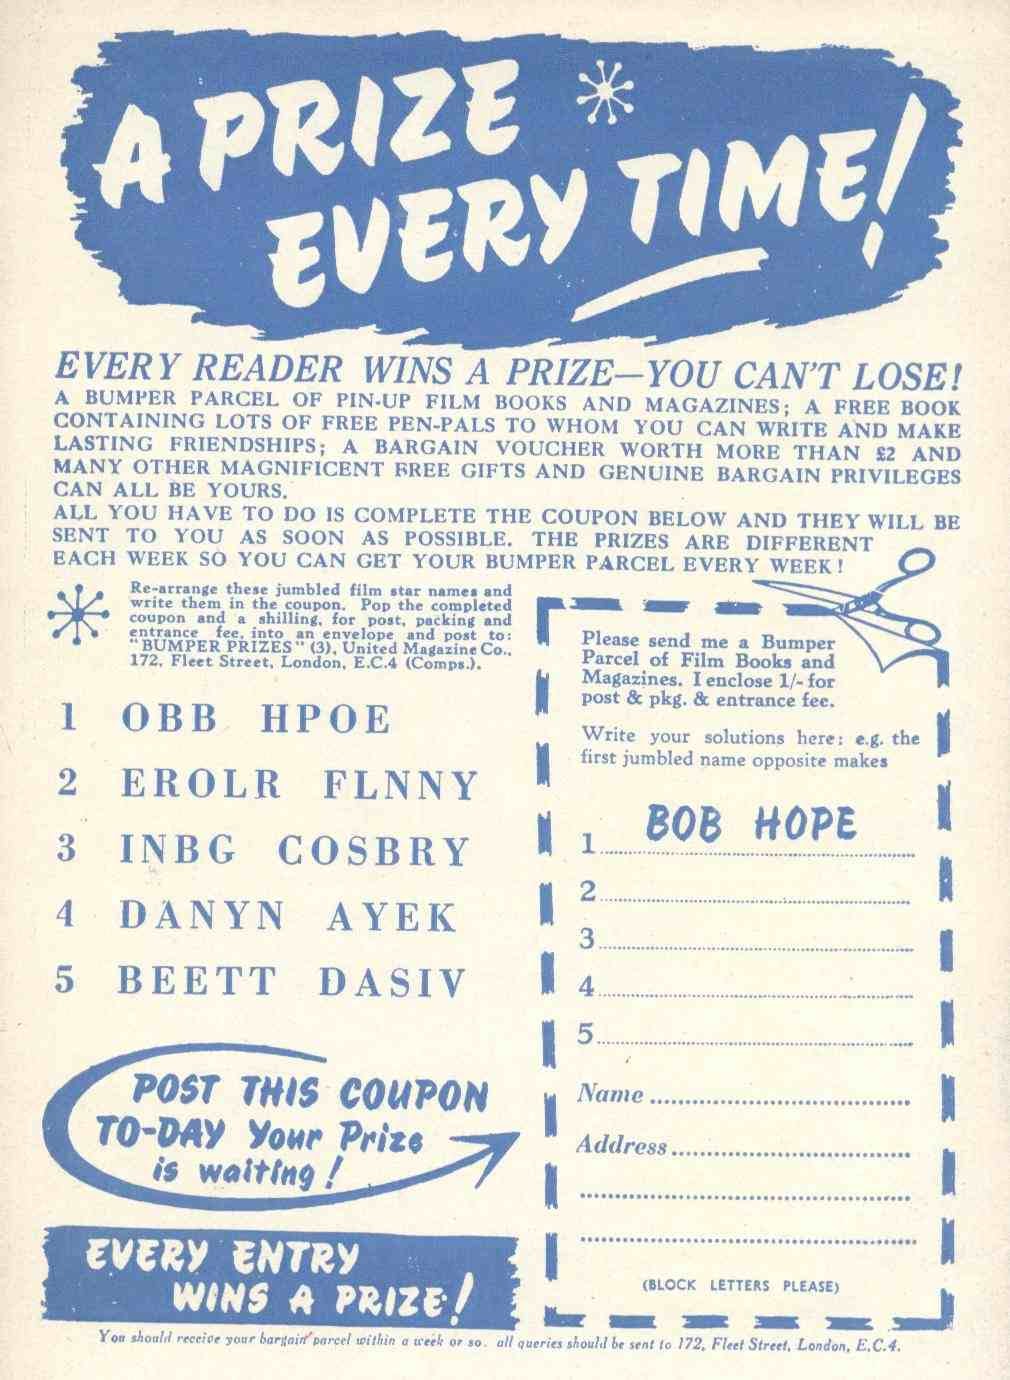 A PRIZE
EVERY TIME!
EVERY READER WINS A PRIZE—YOU CAN'T LOSE!
A BUMPER PARCEL OF PIN-UP FILM BOOKS AND MAGAZINES; A FREE BOOK
CONTAINING LOTS OF FREE PEN-PALS TO WHOM YOU CAN WRITE AND MAKE
LASTING FRIENDSHIPS; A BARGAIN VOUCHER WORTH MORE THAN £2 AND
MANY OTHER MAGNIFICENT FREE GIFTS AND GENUINE BARGAIN PRIVILEGES
CAN ALL BE YOURS.
ALL YOU HAVE TO DO IS COMPLETE THE COUPON BELOW AND THEY WILL BE
SENT TO YOU AS SOON AS POSSIBLE. THE PRIZES ARE DIFFERENT
EACH WEEK SO YOU CAN GET YOUR BUMPER PARCEL EVERY WEEK!
Re-arrange these jumbled film star names and
write them in the coupon. Pop the completed
coupon and a shilling, for post, packing and
entrance fee, into an envelope and post to:
"BUMPER PRIZES" (3), United Magazine Co.,
172, Fleet Street, London, E.C.4 (Comps.).
1 OBB HPOE
2 EROLR FLNNY
3 INBG COSBRY
4 DANYN AYEK
5 BEETT DASIV
POST THIS COUPON
TO-DAY Your Prize
is waiting!
EVERY ENTRY
WINS A PRIZE!
Please send me a Bumper
Parcel of Film Books and
Magazines. I enclose 1/- for
post & pkg. & entrance fee.
Write your solutions here: e.g. the
first jumbled name opposite makes
1 BOB HOPE
2
3
4
5
Name
Address
(BLOCK LETTERS PLEASE)
You should receive your bargain parcel within a week or so. all queries should be sent to 172, Fleet Street, London, E.C.4.